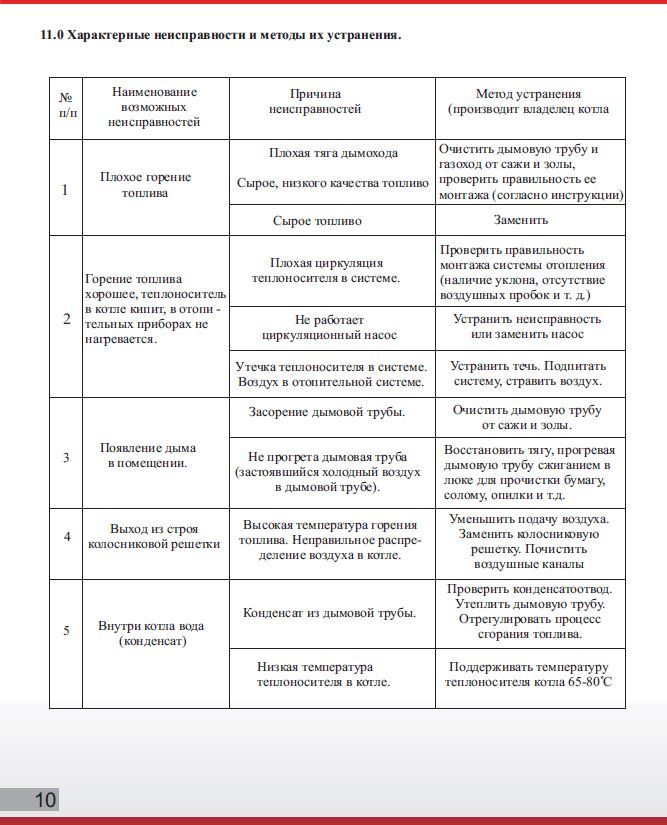 11.0 Характерные неисправности и методы их устранения.
№
п/п
Наименование
возможных
неисправностей
Причина
неисправностей
Метод устранения
(производит владелец котла
1
Плохое горение
топлива
Плохая тяга дымохода
Сырое, низкого качества топливо
Очистить дымовую трубу и
газоход от сажи и золы,
проверить правильность ее
монтажа (согласно инструкции)
Сырое топливо
Заменить
2
Горение топлива
хорошее, теплоноситель
в котле кипит, в отопи -
тельных приборах не
нагревается.
Плохая циркуляция
теплоносителя в системе.
Проверить правильность
монтажа системы отопления
(наличие уклона, отсутствие
воздушных пробок и т. д.)
Не работает
циркуляционный насос
Устранить неисправность
или заменить насос
Утечка теплоносителя в системе.
Воздух в отопительной системе.
Устранить течь. Подпитать
систему, стравить воздух.
3
Появление дыма
в помещении.
Засорение дымовой трубы.
Очистить дымовую трубу
от сажи и золы.
Не прогрета дымовая труба
(застоявшийся холодный воздух
в дымовой трубе).
Восстановить тягу, прогревая
дымовую трубу сжиганием в
люке для прочистки бумагу,
солому, опилки и т.д.
4
Выход из строя
колосниковой решетки
Высокая температура горения
топлива. Неправильное распре-
деление воздуха в котле.
Уменьшить подачу воздуха.
Заменить колосниковую
решетку. Почистить
воздушные каналы
5
Внутри котла вода
(конденсат)
Конденсат из дымовой трубы.
Проверить конденсатоотвод.
Утеплить дымовую трубу.
Отрегулировать процесс
сгорания топлива.
Низкая температура
теплоносителя в котле.
Поддерживать температуру
теплоносителя котла 65-80°С
10